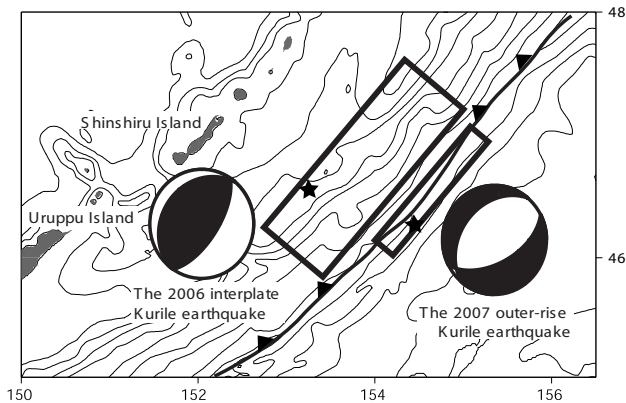 48
Shinshiru Island
Uruppu Island
The 2006 interplate
Kurile earthquake
46
The 2007 outer-rise
Kurile earthquake
150 152 154 156